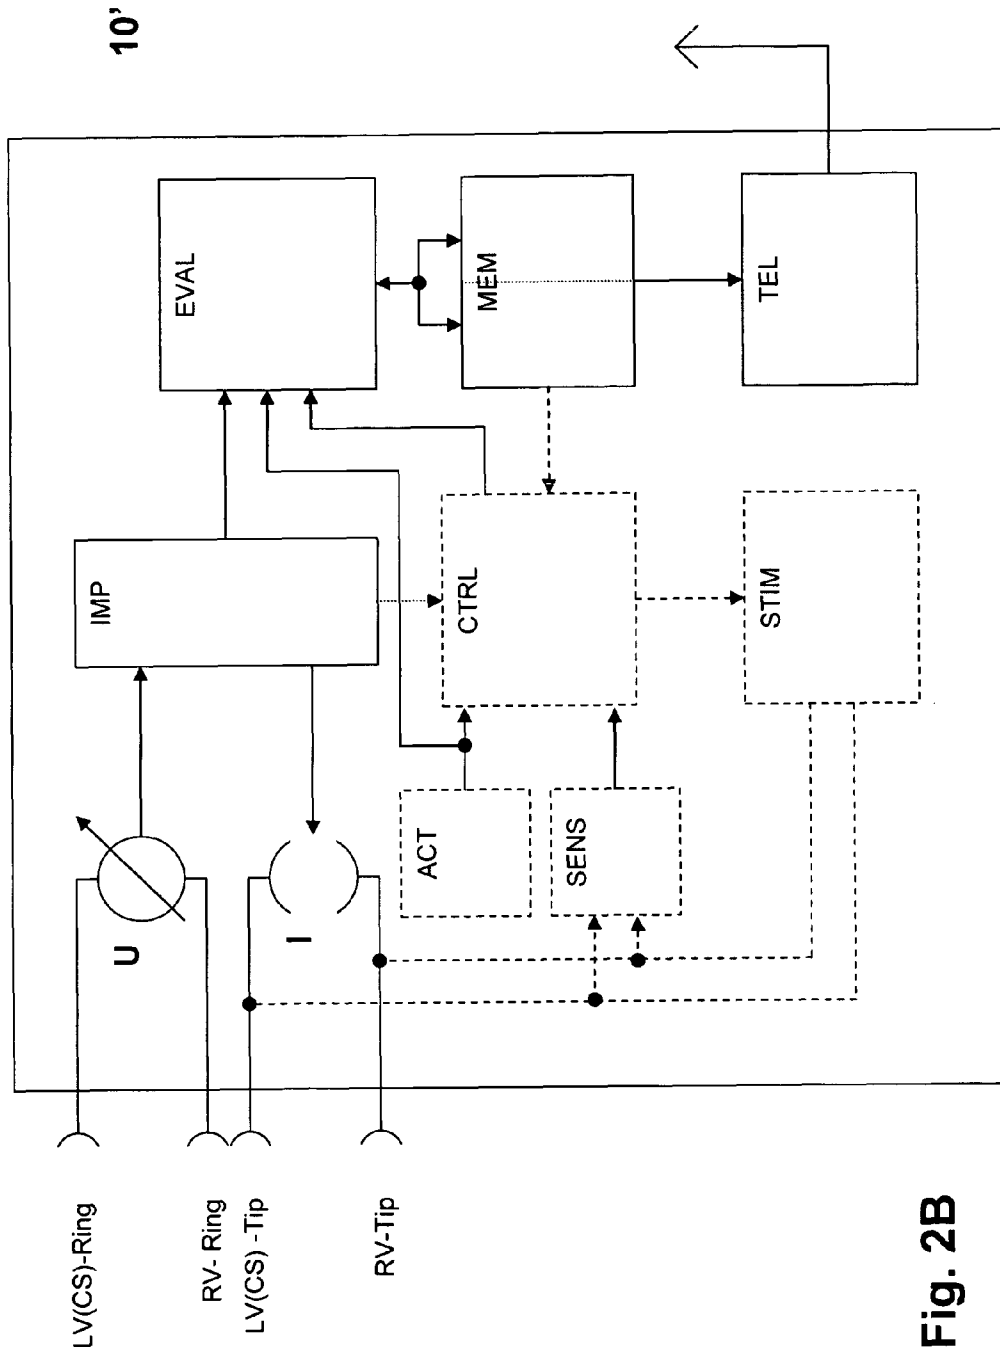 10'
LV(CS)-Ring
RV- Ring
LV(CS) -Tip
RV-Tip
U
I
IMP
EVAL
ACT
SENS
CTRL
MEM
STIM
TEL
Fig. 2B